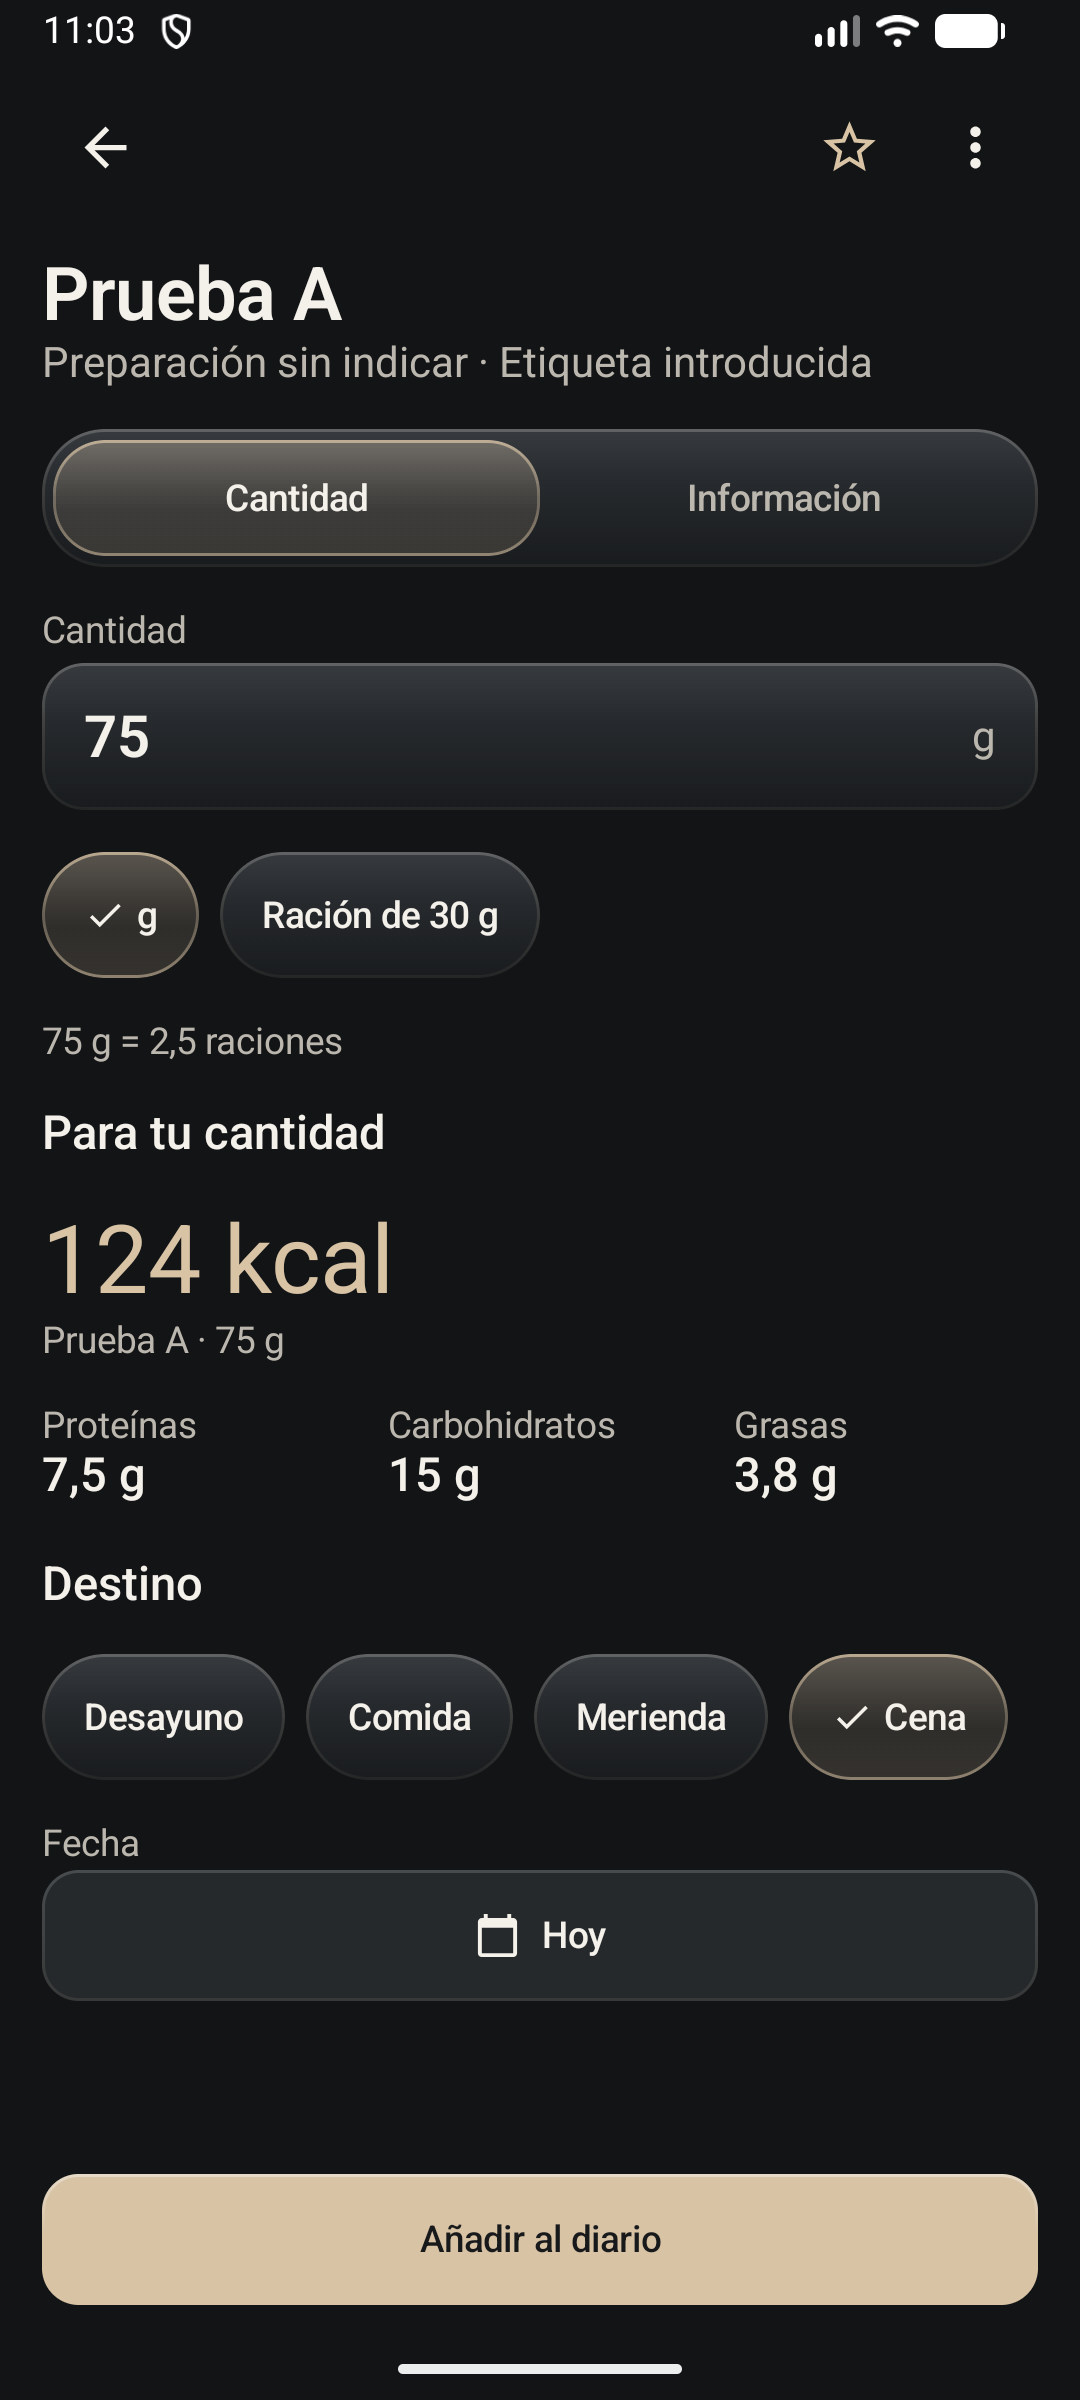 11:03
Prueba A
Preparación sin indicar · Etiqueta introducida
Cantidad
Información
Cantidad
75 g
g
Ración de 30 g
75 g = 2,5 raciones
Para tu cantidad
124 kcal
Prueba A · 75 g
Proteínas Carbohidratos Grasas
7,5 g 15 g 3,8 g
Destino
Desayuno Comida Merienda Cena
Fecha
Hoy
Añadir al diario